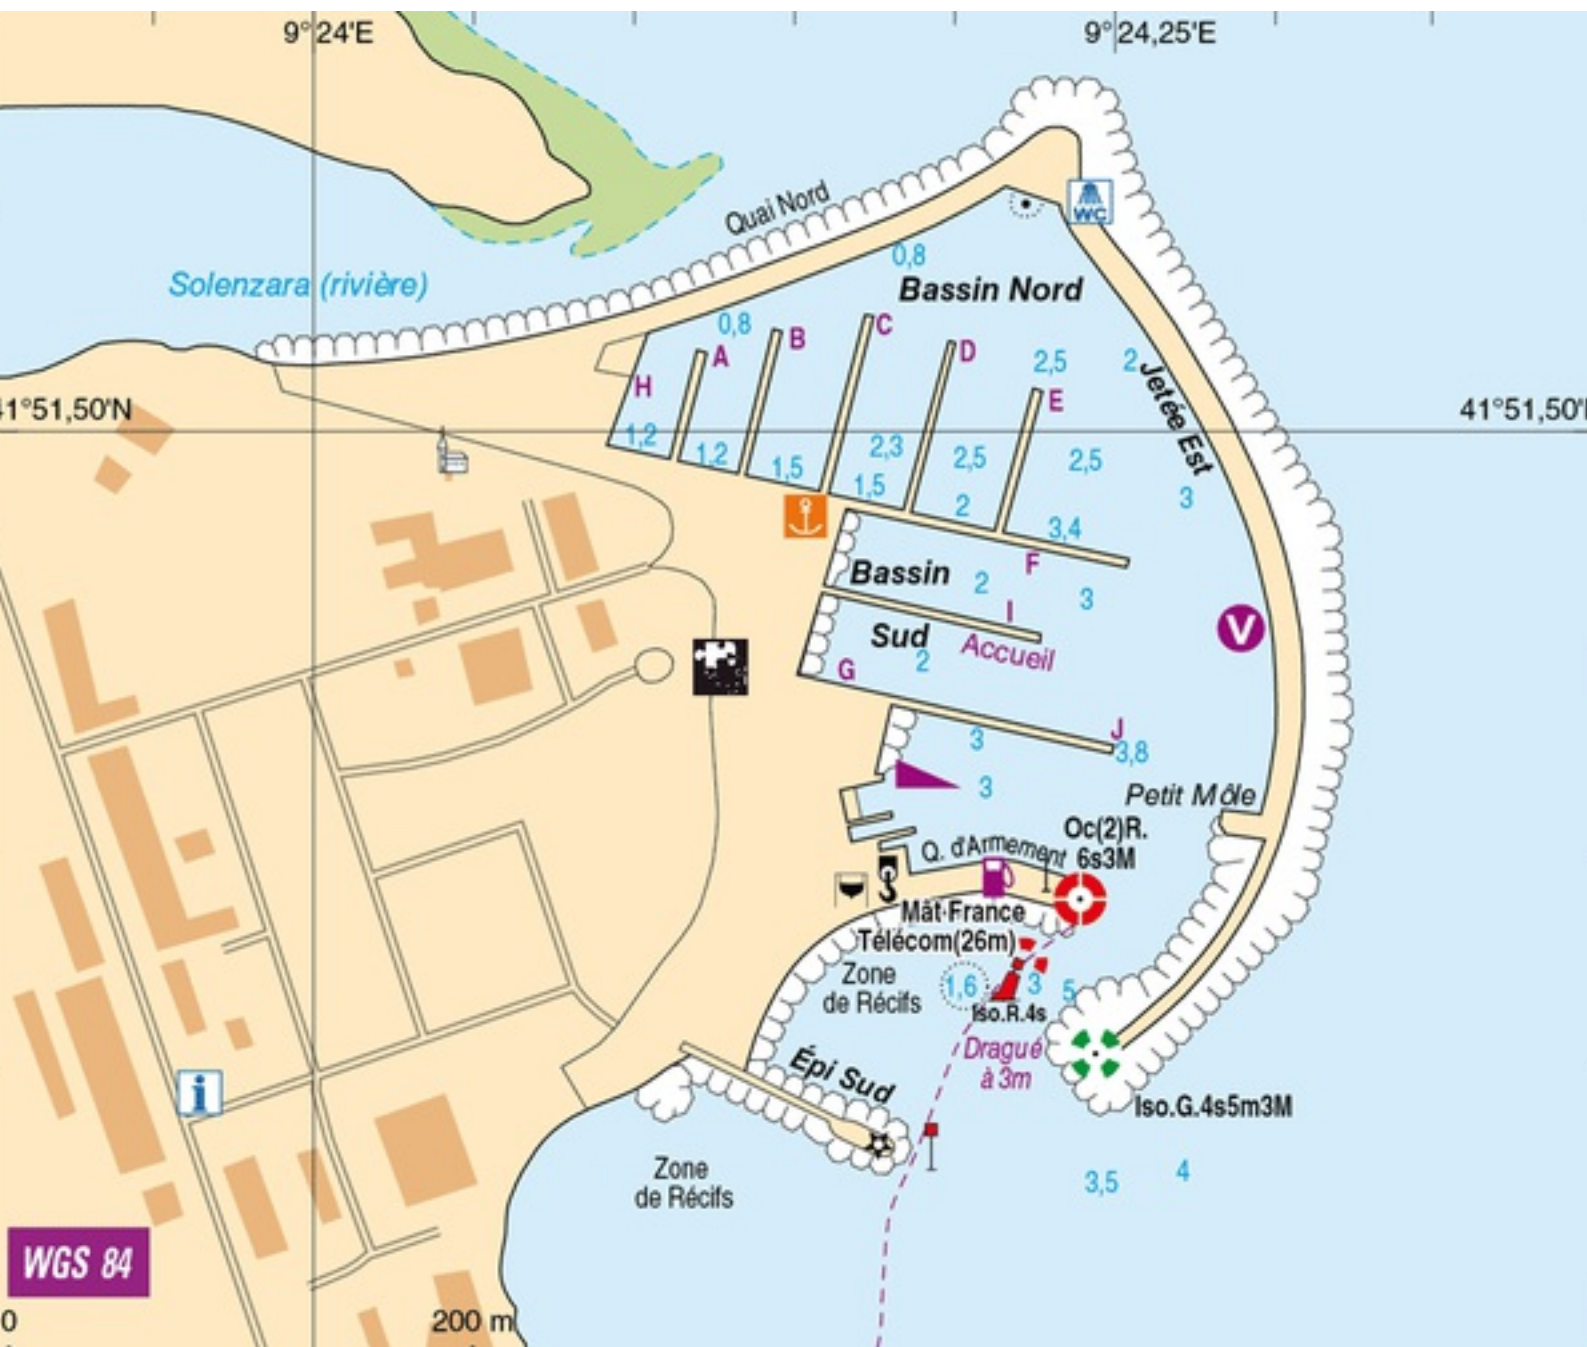 9°24'E
9°24,25'E
Quai Nord
WC
0,8
Solenzara (rivière)
Bassin Nord
0,8
A
B
C
D
2,5
2
Jetée Est
H
E
41°51,50'N
41°51,50'
1,2
1,2
1,5
2,3
1,5
2,5
2
2,5
3
3,4
F
Bassin
2
3
I
Sud
2
Accueil
V
G
J
3
3,8
3
Petit Môle
Oc(2)R.
6s3M
Q. d'Armement
Mât France
Télécom(26m)
Zone
de Récifs
1,6
3
5
Iso.R.4s
Dragué
à 3m
Épi Sud
i
Iso.G.4s5m3M
Zone
de Récifs
3,5
4
WGS 84
0
200 m